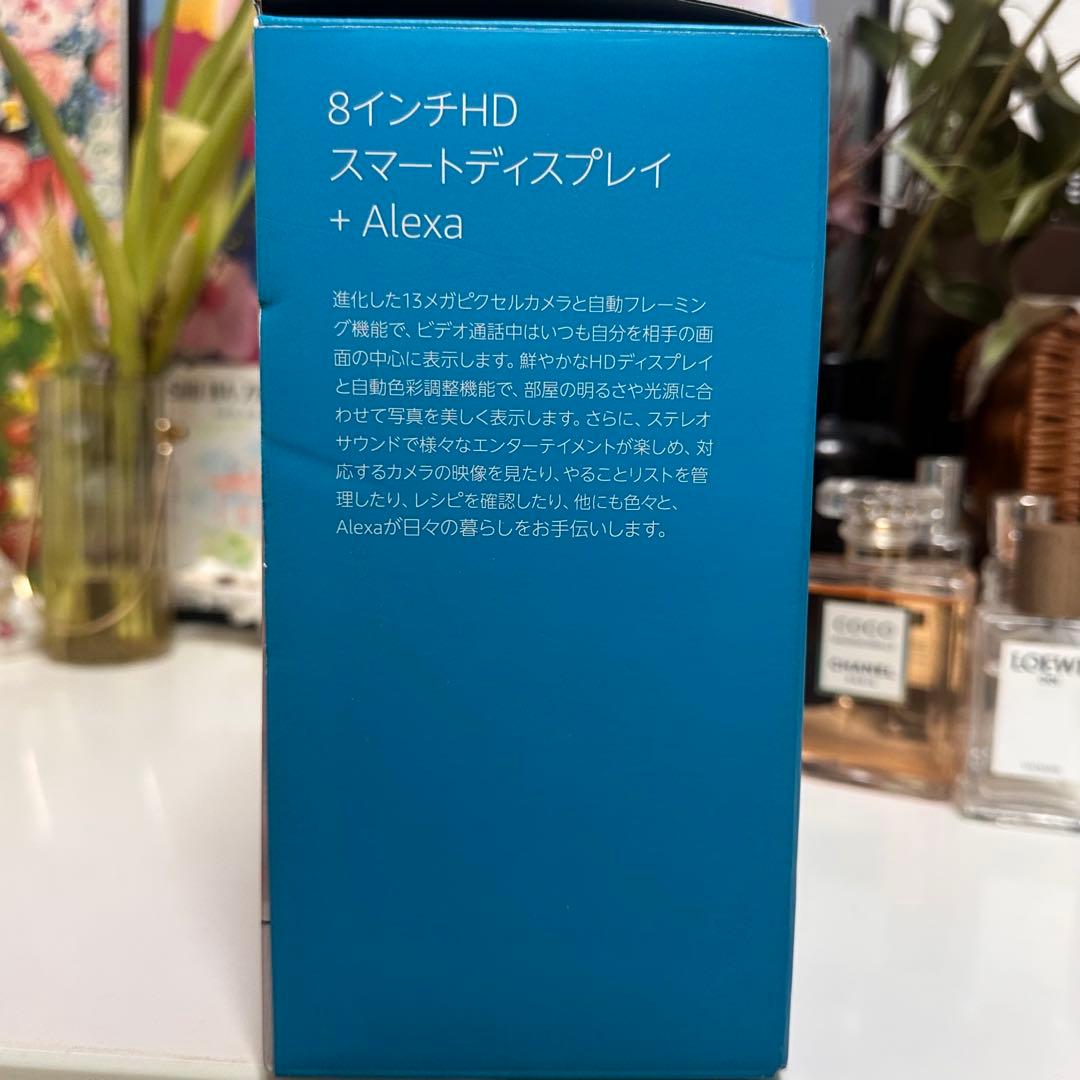 8インチHD
スマートディスプレイ
+ Alexa
進化した13メガピクセルカメラと自動フレーミン
グ機能で、ビデオ通話中はいつも自分を相手の画
面の中心に表示します。鮮やかなHDディスプレイ
と自動色彩調整機能で、部屋の明るさや光源に合
わせて写真を美しく表示します。さらに、ステレオ
サウンドで様々なエンターテイメントが楽しめ、対
応するカメラの映像を見たり、やることリストを管
理したり、レシピを確認したり、他にも色々と、
Alexaが日々の暮らしをお手伝いします。
COCO
CHANEL
LOEWE